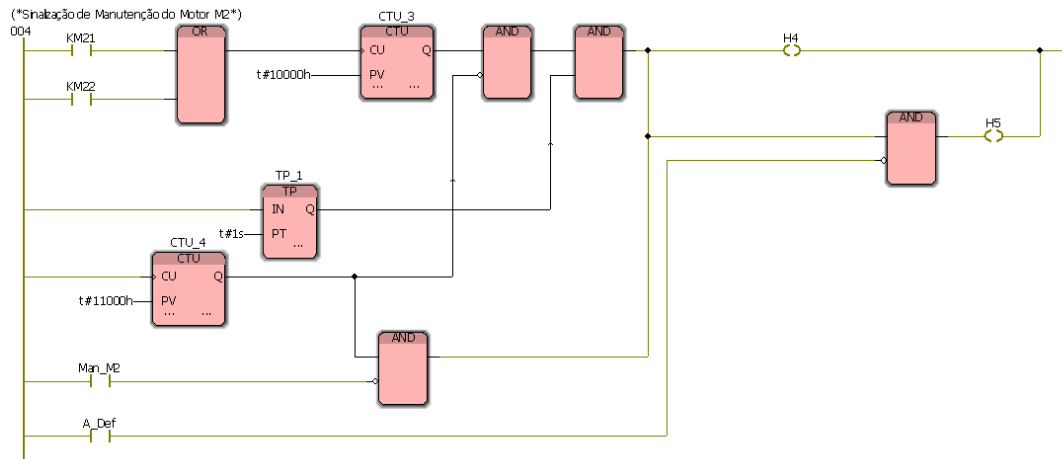 (*Sinalização de Manutenção do Motor M2*)
004
KM21
KM22
OR
CTU_3
CTU
CU Q
t#10000h PV
... ...
AND
AND
H4
AND
H5
TP_1
TP
IN Q
t#1s PT
...
CTU_4
CTU
CU Q
t#11000h PV
... ...
AND
Man_M2
A_Def